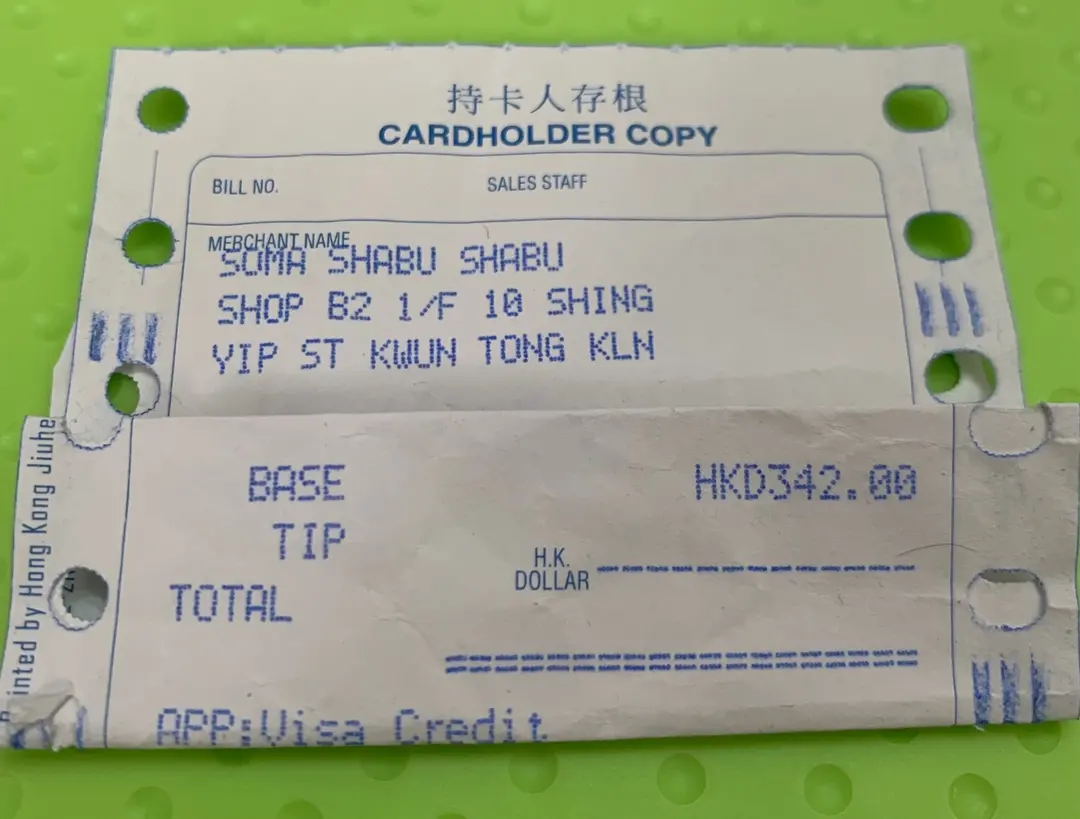 持卡人存根
CARDHOLDER COPY
BILL NO. SALES STAFF
MERCHANT NAME
SOMA SHABU SHABU
SHOP B2 1/F 10 SHING
YIP ST KWUN TONG KLN
BASE HKD342.00
TIP
H.K.
DOLLAR
TOTAL
APP:Visa Credit
inted by Hong Kong Jiuhe